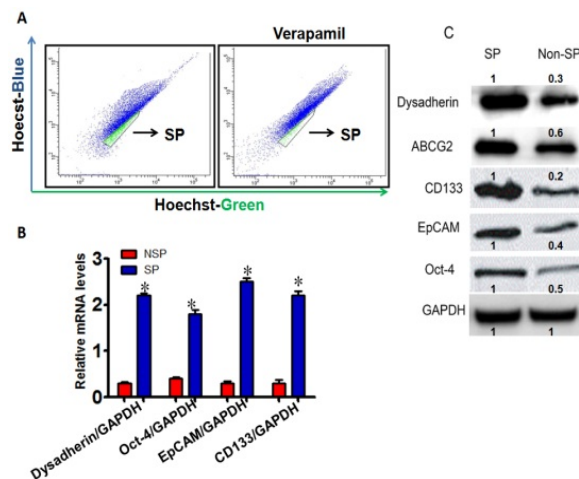 A
Verapamil
Hoecst-Blue
SP
SP
Hoechst-Green
B
NSP
SP
Relative mRNA levels
3
2
1
0
* * * *
Dysadherin/GAPDH
Oct-4/GAPDH
EpCAM/GAPDH
CD133/GAPDH
C
SP Non-SP
1 0.3
Dysadherin
1 0.6
ABCG2
1 0.2
CD133
EpCAM
1 0.4
Oct-4
1 0.5
GAPDH
1 1